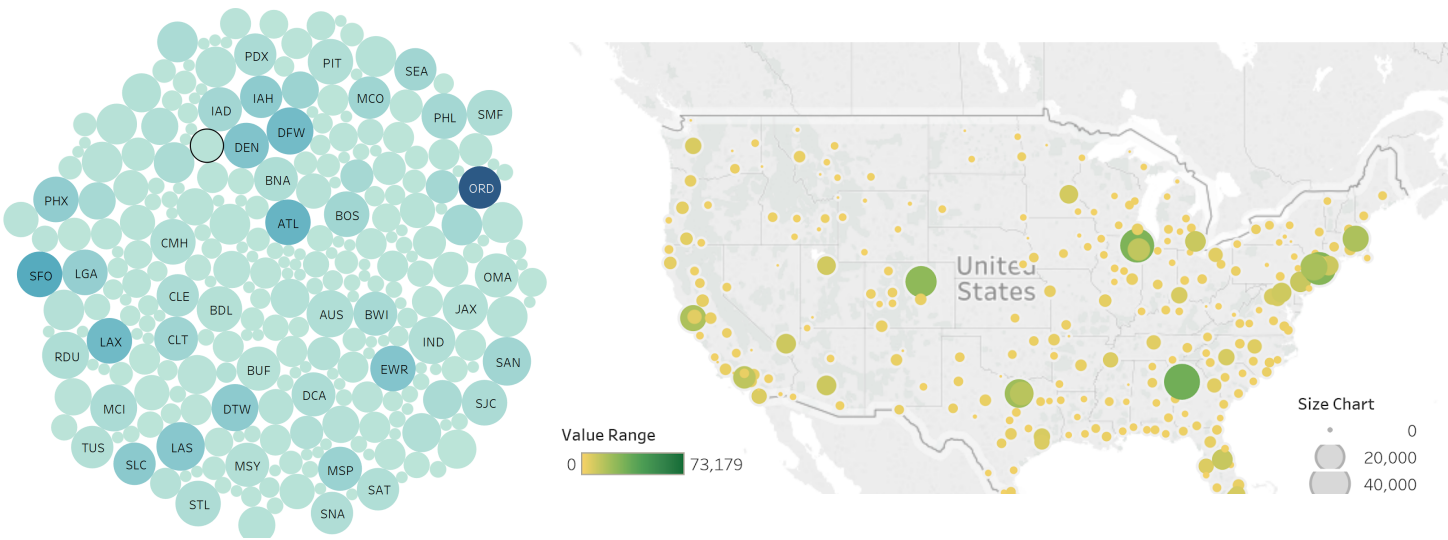 PDX
PIT
SEA
IAH
MCO
IAD
PHL
SMF
DFW
DEN
BNA
ORD
PHX
BOS
ATL
CMH
SFO
LGA
OMA
CLE
BDL
AUS
BWI
JAX
LAX
CLT
IND
RDU
SAN
BUF
EWR
DCA
MCI
DTW
SJC
TUS
LAS
SLC
MSY
MSP
SAT
STL
SNA
United
States
Value Range
0
73,179
Size Chart
0
20,000
40,000